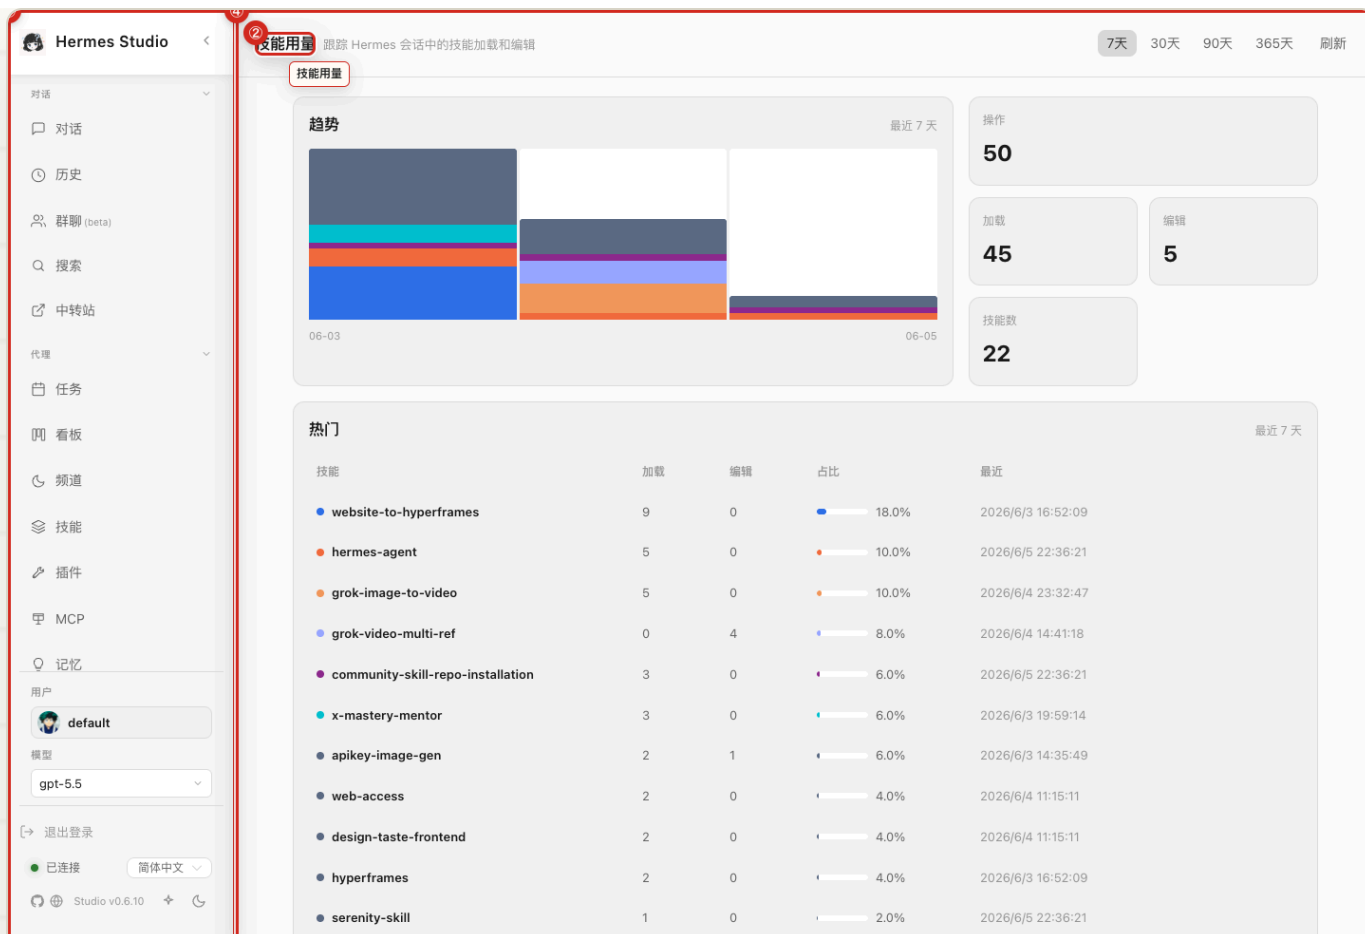 ④
Hermes Studio
对话
对话
历史
群聊 (beta)
搜索
中转站
代理
任务
看板
频道
技能
插件
MCP
记忆
用户
default
模型
gpt-5.5
退出登录
已连接
简体中文
Studio v0.6.10
②
技能用量 跟踪 Hermes 会话中的技能加载和编辑
技能用量
7天 30天 90天 365天 刷新
趋势 最近 7 天
06-03 06-05
操作
50
加载
45
编辑
5
技能数
22
热门 最近 7 天
技能 加载 编辑 占比 最近
website-to-hyperframes 9 0 18.0% 2026/6/3 16:52:09
hermes-agent 5 0 10.0% 2026/6/5 22:36:21
grok-image-to-video 5 0 10.0% 2026/6/4 23:32:47
grok-video-multi-ref 0 4 8.0% 2026/6/4 14:41:18
community-skill-repo-installation 3 0 6.0% 2026/6/5 22:36:21
x-mastery-mentor 3 0 6.0% 2026/6/3 19:59:14
apikey-image-gen 2 1 6.0% 2026/6/3 14:35:49
web-access 2 0 4.0% 2026/6/4 11:15:11
design-taste-frontend 2 0 4.0% 2026/6/4 11:15:11
hyperframes 2 0 4.0% 2026/6/3 16:52:09
serenity-skill 1 0 2.0% 2026/6/5 22:36:21